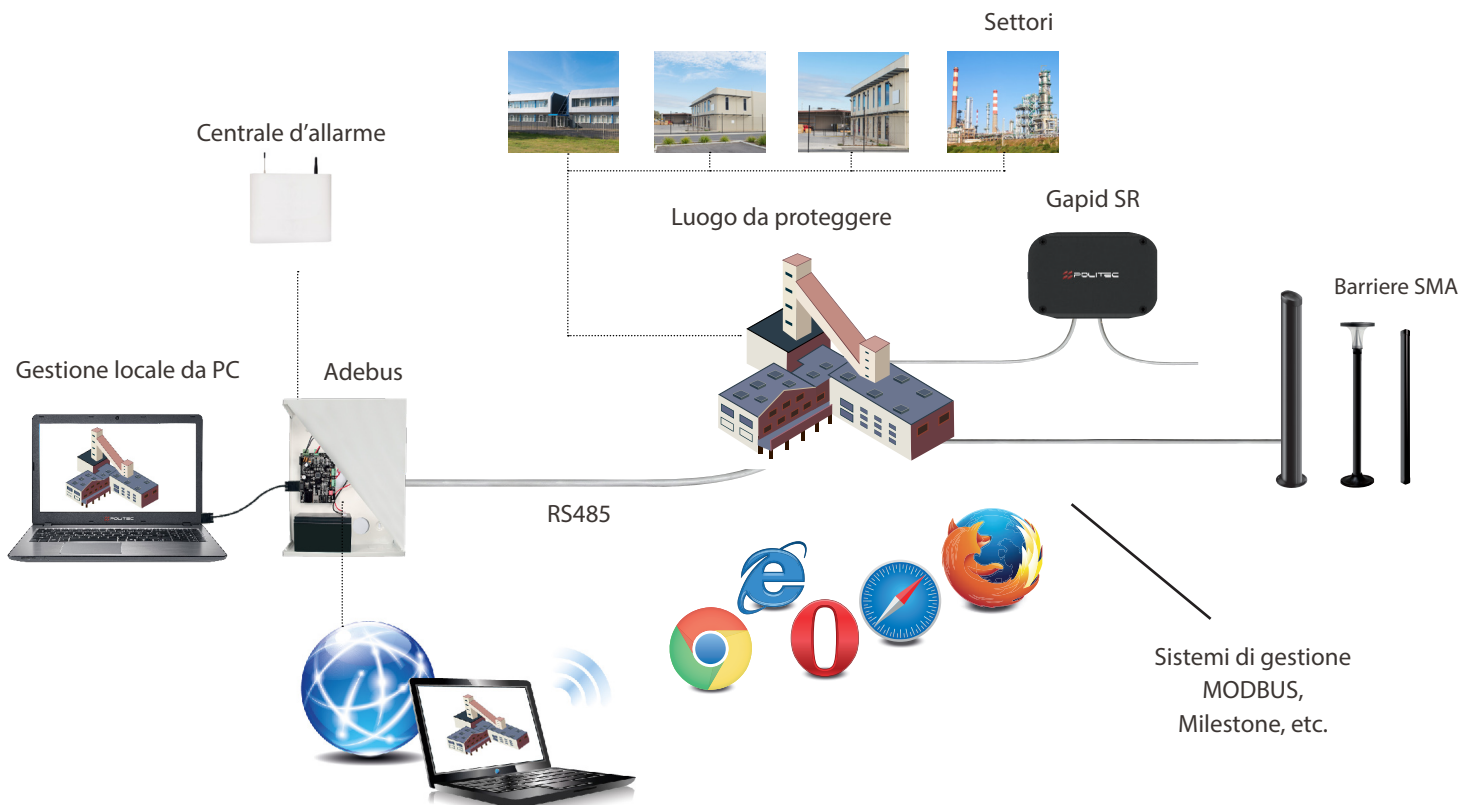 Settori
Centrale d'allarme
Luogo da proteggere
Gapid SR
POLITEC
Barriere SMA
Gestione locale da PC
Adebus
POLITEC
RS485
Sistemi di gestione
MODBUS,
Milestone, etc.